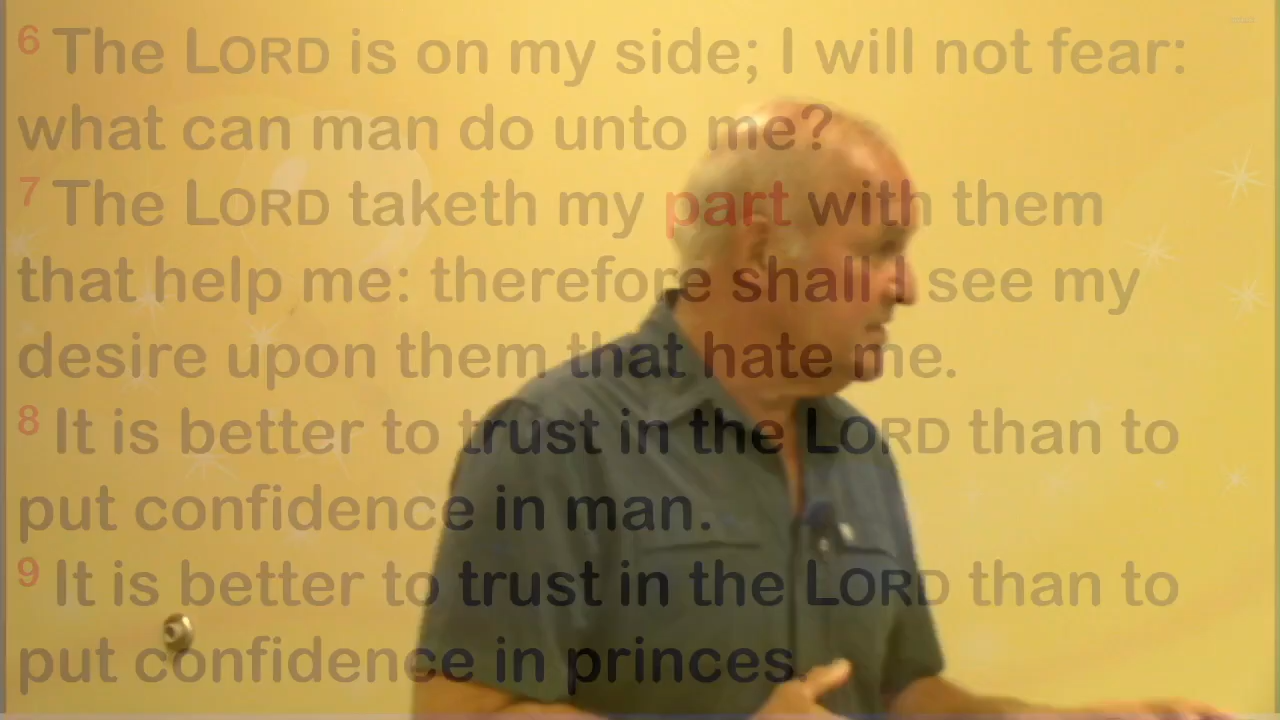 6 The LORD is on my side; I will not fear:
what can man do unto me?
7 The LORD taketh my part with them
that help me: therefore shall I see my
desire upon them that hate me.
8 It is better to trust in the LORD than to
put confidence in man.
9 It is better to trust in the LORD than to
put confidence in princes.